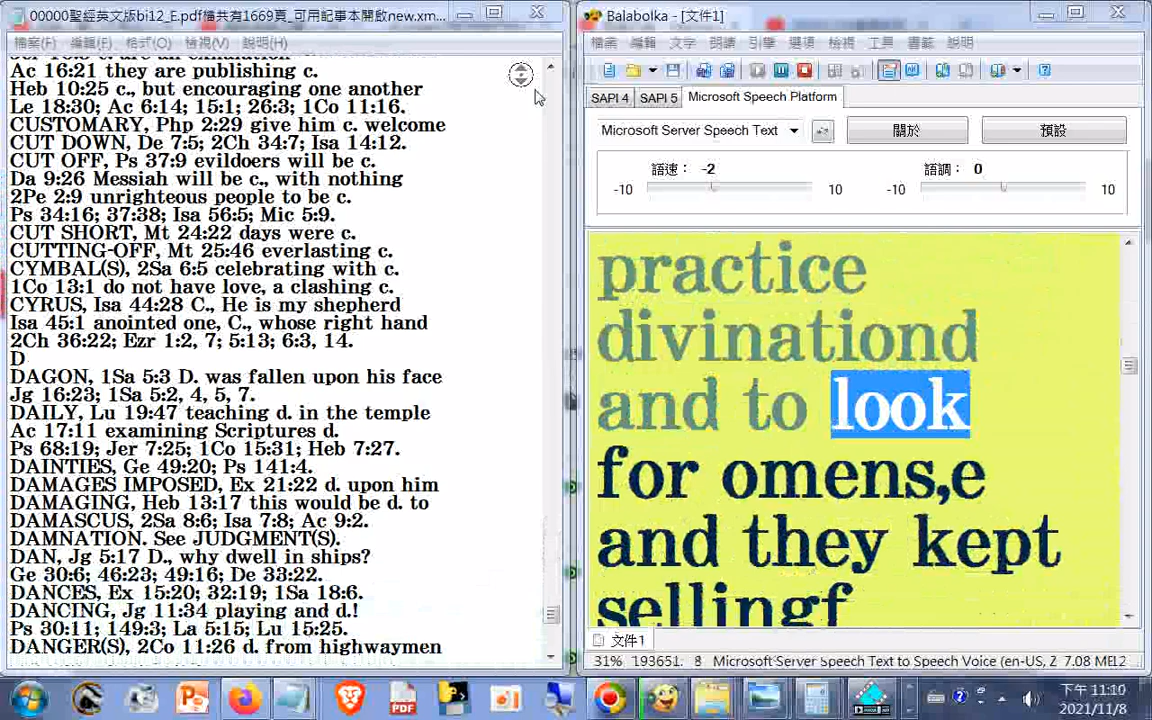 00000聖經英文版bi12_E.pdf檔共有1669頁_可用記事本開啟new.xm...
檔案(F) 編輯(E) 格式(O) 檢視(V) 說明(H)
Ac 16:21 they are publishing c.
Heb 10:25 c., but encouraging one another
Le 18:30; Ac 6:14; 15:1; 26:3; 1Co 11:16.
CUSTOMARY, Php 2:29 give him c. welcome
CUT DOWN, De 7:5; 2Ch 34:7; Isa 14:12.
CUT OFF, Ps 37:9 evildoers will be c.
Da 9:26 Messiah will be c., with nothing
2Pe 2:9 unrighteous people to be c.
Ps 34:16; 37:38; Isa 56:5; Mic 5:9.
CUT SHORT, Mt 24:22 days were c.
CUTTING-OFF, Mt 25:46 everlasting c.
CYMBAL(S), 2Sa 6:5 celebrating with c.
1Co 13:1 do not have love, a clashing c.
CYRUS, Isa 44:28 C., He is my shepherd
Isa 45:1 anointed one, C., whose right hand
2Ch 36:22; Ezr 1:2, 7; 5:13; 6:3, 14.
D
DAGON, 1Sa 5:3 D. was fallen upon his face
Jg 16:23; 1Sa 5:2, 4, 5, 7.
DAILY, Lu 19:47 teaching d. in the temple
Ac 17:11 examining Scriptures d.
Ps 68:19; Jer 7:25; 1Co 15:31; Heb 7:27.
DAINTIES, Ge 49:20; Ps 141:4.
DAMAGES IMPOSED, Ex 21:22 d. upon him
DAMAGING, Heb 13:17 this would be d. to
DAMASCUS, 2Sa 8:6; Isa 7:8; Ac 9:2.
DAMNATION. See JUDGMENT(S).
DAN, Jg 5:17 D., why dwell in ships?
Ge 30:6; 46:23; 49:16; De 33:22.
DANCES, Ex 15:20; 32:19; 1Sa 18:6.
DANCING, Jg 11:34 playing and d.!
Ps 30:11; 149:3; La 5:15; Lu 15:25.
DANGER(S), 2Co 11:26 d. from highwaymen
Balabolka - [文件1]
檔案 編輯 文字 朗讀 引擎 選項 檢視 工具 書籤 說明
SAPI 4 SAPI 5 Microsoft Speech Platform
Microsoft Server Speech Text 關於 預設
語速： -2 語調： 0
-10 10 -10 10
practice
divinationd
and to look
for omens,e
and they kept
sellingf
文件1
31% 193651. 8 Microsoft Server Speech Text to Speech Voice (en-US, Z 7.08 ME12
下午 11:10
2021/11/8